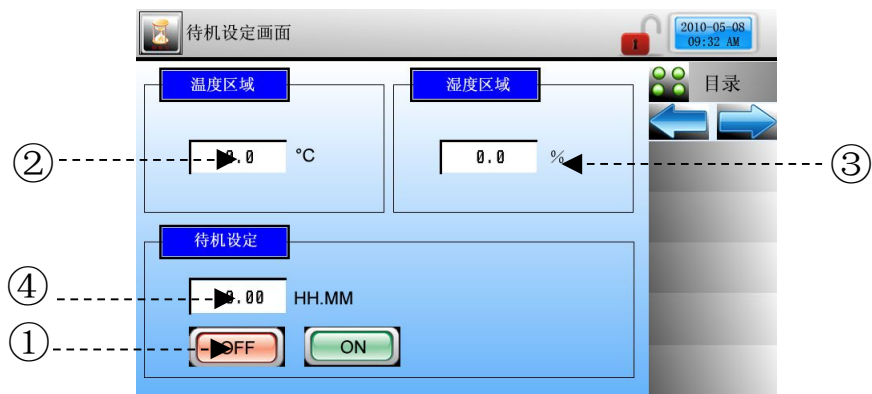 待机设定画面
2010-05-08
09:32 AM
温度区域
湿度区域
目录
②
.0 °C
0.0 %
③
待机设定
④
.00 HH.MM
①
OFF
ON